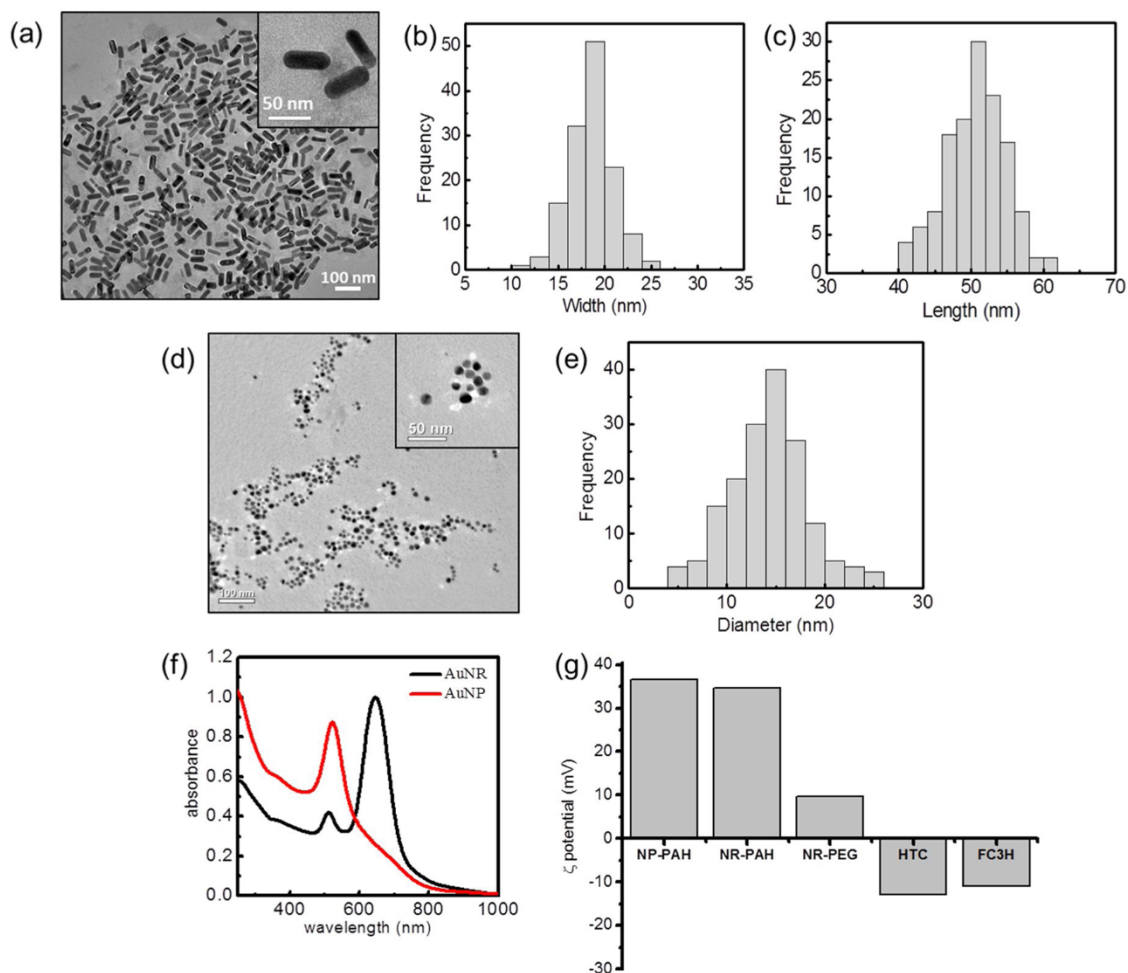 (a)
50 nm
100 nm
(b)
Frequency
50
40
30
20
10
0
5 10 15 20 25 30 35
Width (nm)
(c)
Frequency
30
25
20
15
10
5
0
30 40 50 60 70
Length (nm)
(d)
50 nm
100 nm
(e)
Frequency
40
30
20
10
0
0 10 20 30
Diameter (nm)
(f)
absorbance
1.2
1.0
0.8
0.6
0.4
0.2
0.0
AuNR
AuNP
400 600 800 1000
wavelength (nm)
(g)
ζ potential (mV)
40
30
20
10
0
-10
-20
-30
NP-PAH NR-PAH NR-PEG HTC FC3H